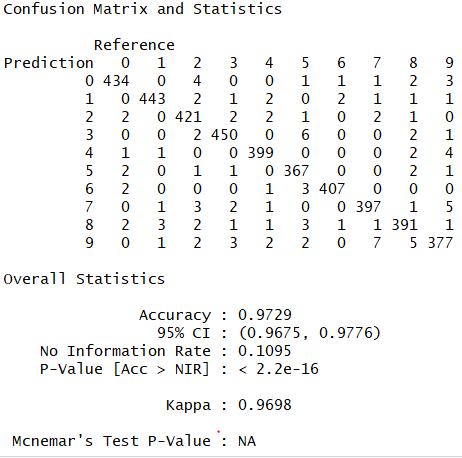 Confusion Matrix and Statistics
Reference
Prediction 0 1 2 3 4 5 6 7 8 9
0 434 0 4 0 0 1 1 1 2 3
1 0 443 2 1 2 0 2 1 1 1
2 2 0 421 2 2 1 0 2 1 0
3 0 0 2 450 0 6 0 0 2 1
4 1 1 0 0 399 0 0 0 2 4
5 2 0 1 1 0 367 0 0 2 1
6 2 0 0 0 1 3 407 0 0 0
7 0 1 3 2 1 0 0 397 1 5
8 2 3 2 1 1 3 1 1 391 1
9 0 1 2 3 2 2 0 7 5 377
Overall Statistics
Accuracy : 0.9729
95% CI : (0.9675, 0.9776)
No Information Rate : 0.1095
P-Value [Acc > NIR] : < 2.2e-16
Kappa : 0.9698
Mcnemar's Test P-Value : NA